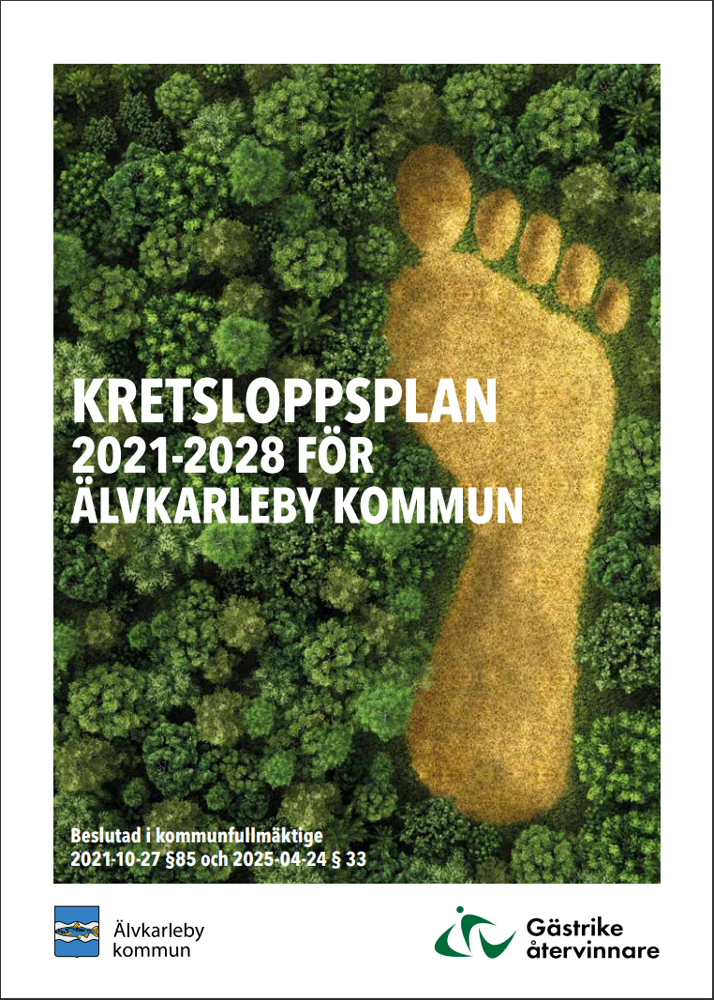 KRETSLOPPSPLAN
2021-2028 FÖR
ÄLVKARLEBY KOMMUN
Beslutad i kommunfullmäktige
2021-10-27 §85 och 2025-04-24 § 33
Älvkarleby
kommun
Gästrike
återvinnare